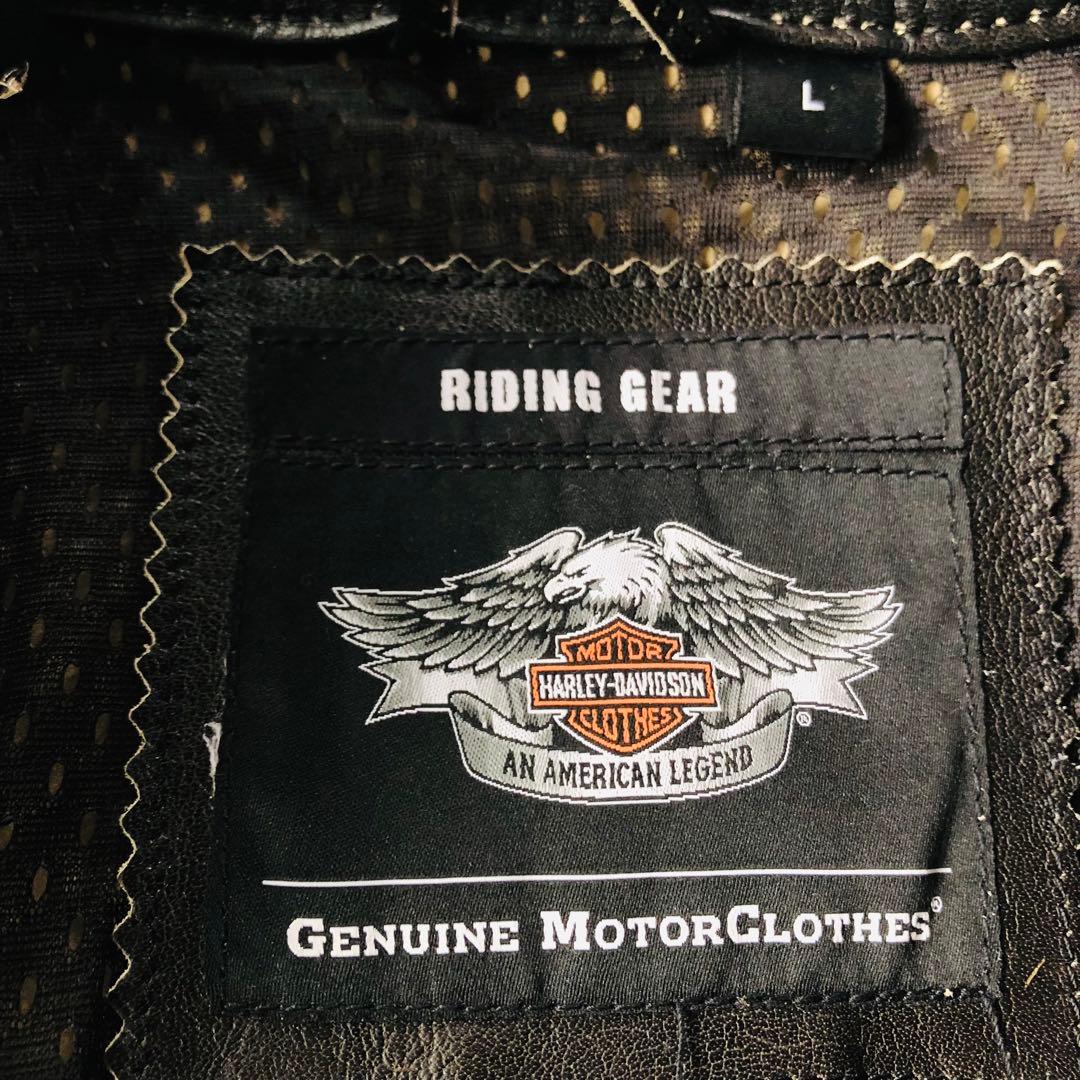 L
RIDING GEAR
MOTOR
HARLEY-DAVIDSON
CLOTHES
®
AN AMERICAN LEGEND
GENUINE MOTORCLOTHES®